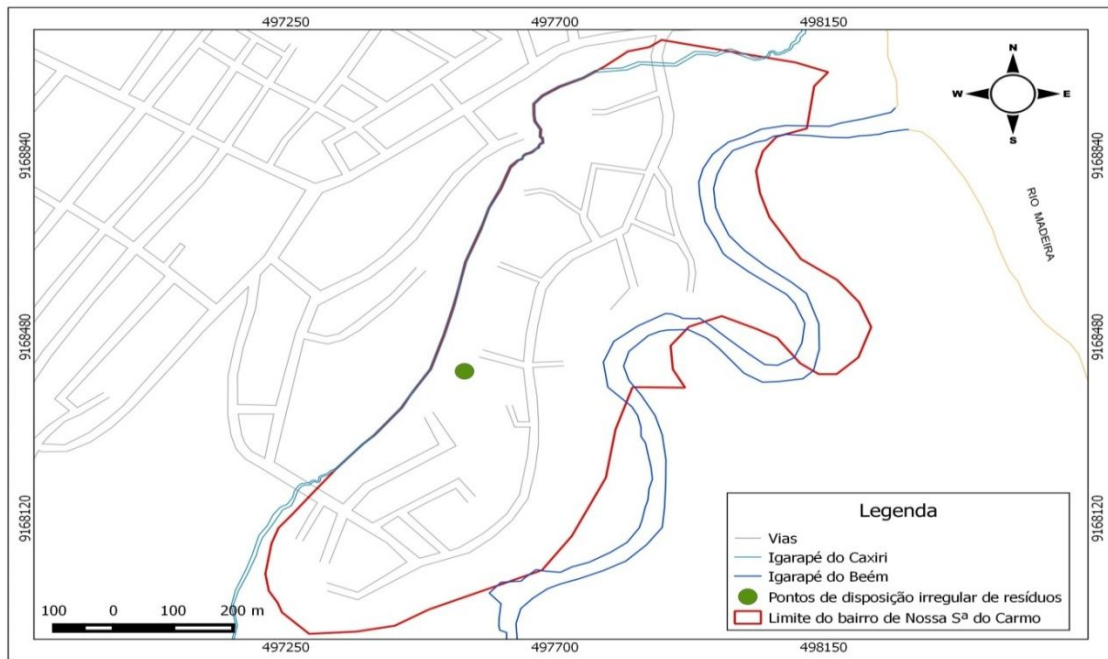 497250 497700 498150
N
W E
S
9168840 9168840
RIO MADEIRA
9168480 9168480
9168120 9168120
Legenda
Vias
Igarapé do Caxiri
Igarapé do Beém
Pontos de disposição irregular de resíduos
Limite do bairro de Nossa Sª do Carmo
100 0 100 200 m
497250 497700 498150